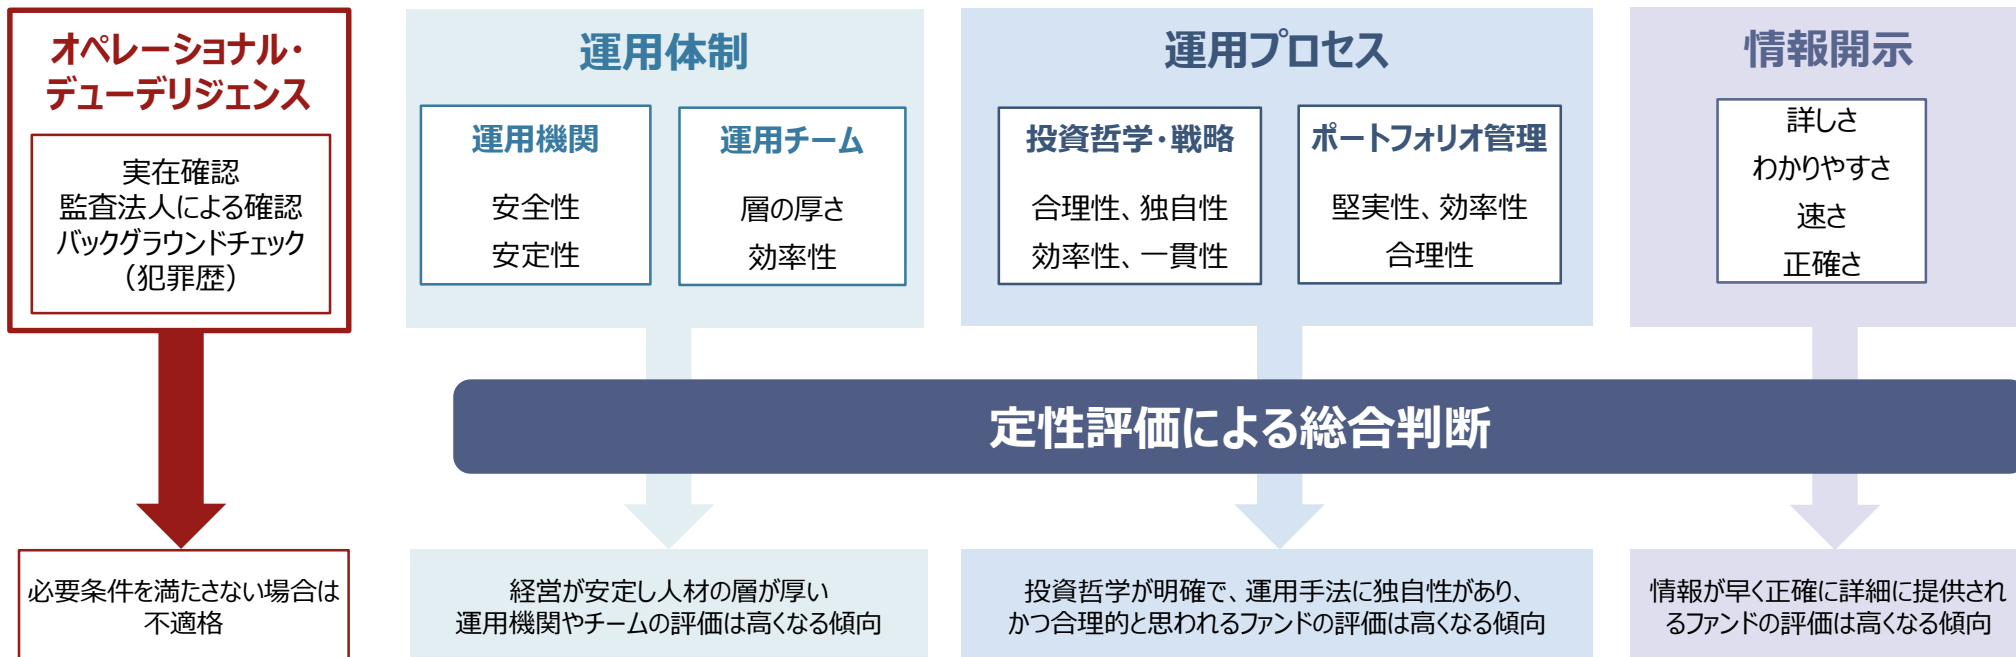 オペレーショナル・
デューデリジェンス
実在確認
監査法人による確認
バックグラウンドチェック
（犯罪歴）
必要条件を満たさない場合は
不適格
運用体制
運用機関
安全性
安定性
運用チーム
層の厚さ
効率性
運用プロセス
投資哲学・戦略
合理性、独自性
効率性、一貫性
ポートフォリオ管理
堅実性、効率性
合理性
情報開示
詳しさ
わかりやすさ
速さ
正確さ
定性評価による総合判断
経営が安定し人材の層が厚い
運用機関やチームの評価は高くなる傾向
投資哲学が明確で、運用手法に独自性があり、
かつ合理的と思われるファンドの評価は高くなる傾向
情報が早く正確に詳細に提供され
るファンドの評価は高くなる傾向